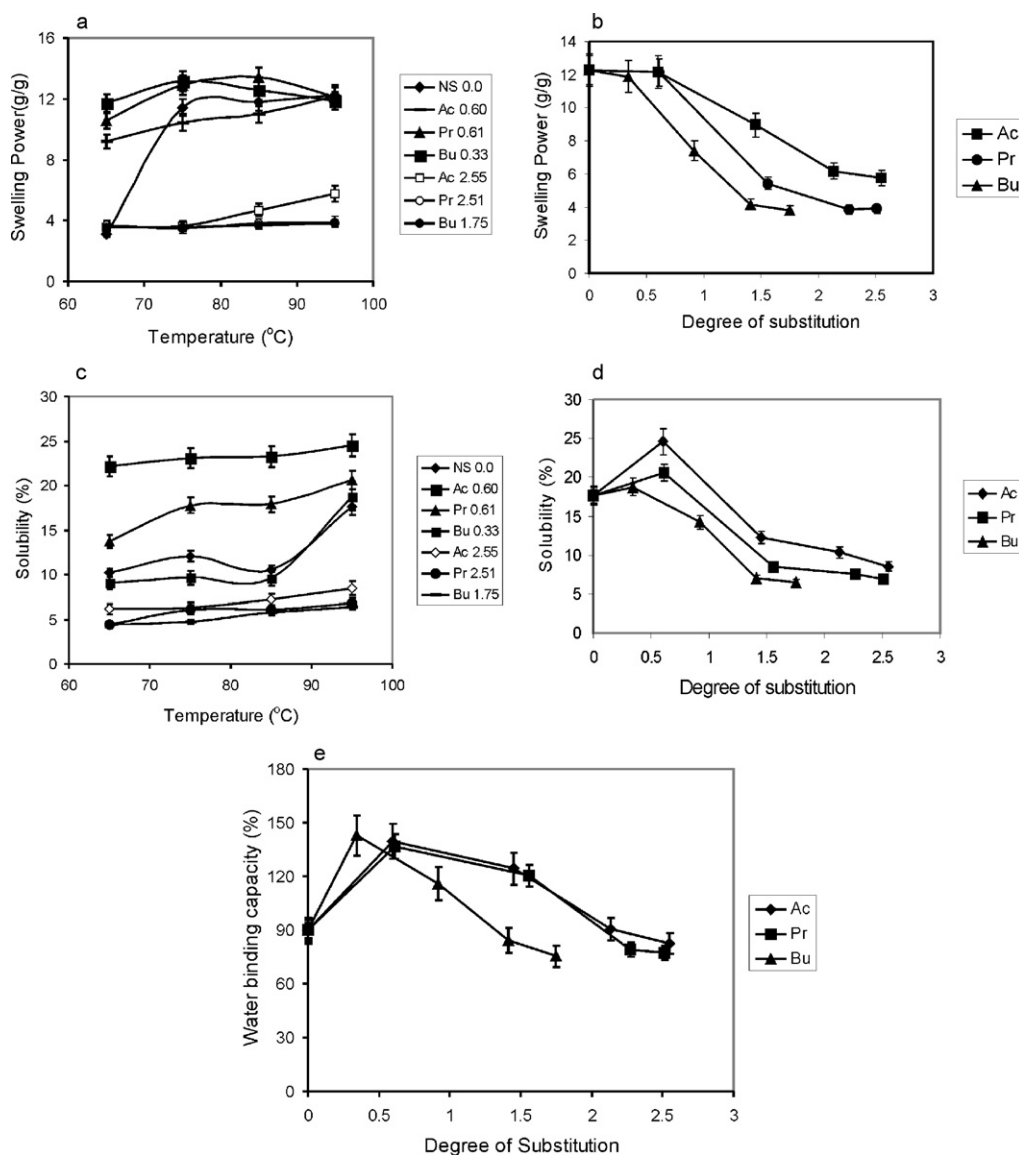 a
16
12
8
4
0
60 70 80 90 100
Swelling Power(g/g)
Temperature (°C)
NS 0.0
Ac 0.60
Pr 0.61
Bu 0.33
Ac 2.55
Pr 2.51
Bu 1.75
b
14
12
10
8
6
4
2
0
0 0.5 1 1.5 2 2.5 3
Swelling Power (g/g)
Degree of substitution
Ac
Pr
Bu
c
30
25
20
15
10
5
0
60 70 80 90 100
Solubility (%)
Temperature (°C)
NS 0.0
Ac 0.60
Pr 0.61
Bu 0.33
Ac 2.55
Pr 2.51
Bu 1.75
d
30
25
20
15
10
5
0
0 0.5 1 1.5 2 2.5 3
Solubility (%)
Degree of substitution
Ac
Pr
Bu
e
180
150
120
90
60
30
0
0 0.5 1 1.5 2 2.5 3
Water binding capacity (%)
Degree of Substitution
Ac
Pr
Bu